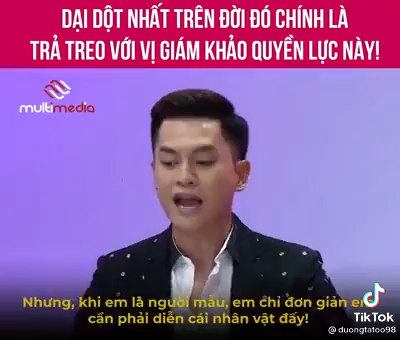 DẠI DỘT NHẤT TRÊN ĐỜI ĐÓ CHÍNH LÀ
TRẢ TREO VỚI VỊ GIÁM KHẢO QUYỀN LỰC NÀY!
multimedia
Nhưng, khi em là người mẫu, em chỉ đơn giản
cần phải diễn cái nhân vật đấy!
TikTok
@duongtatoo98